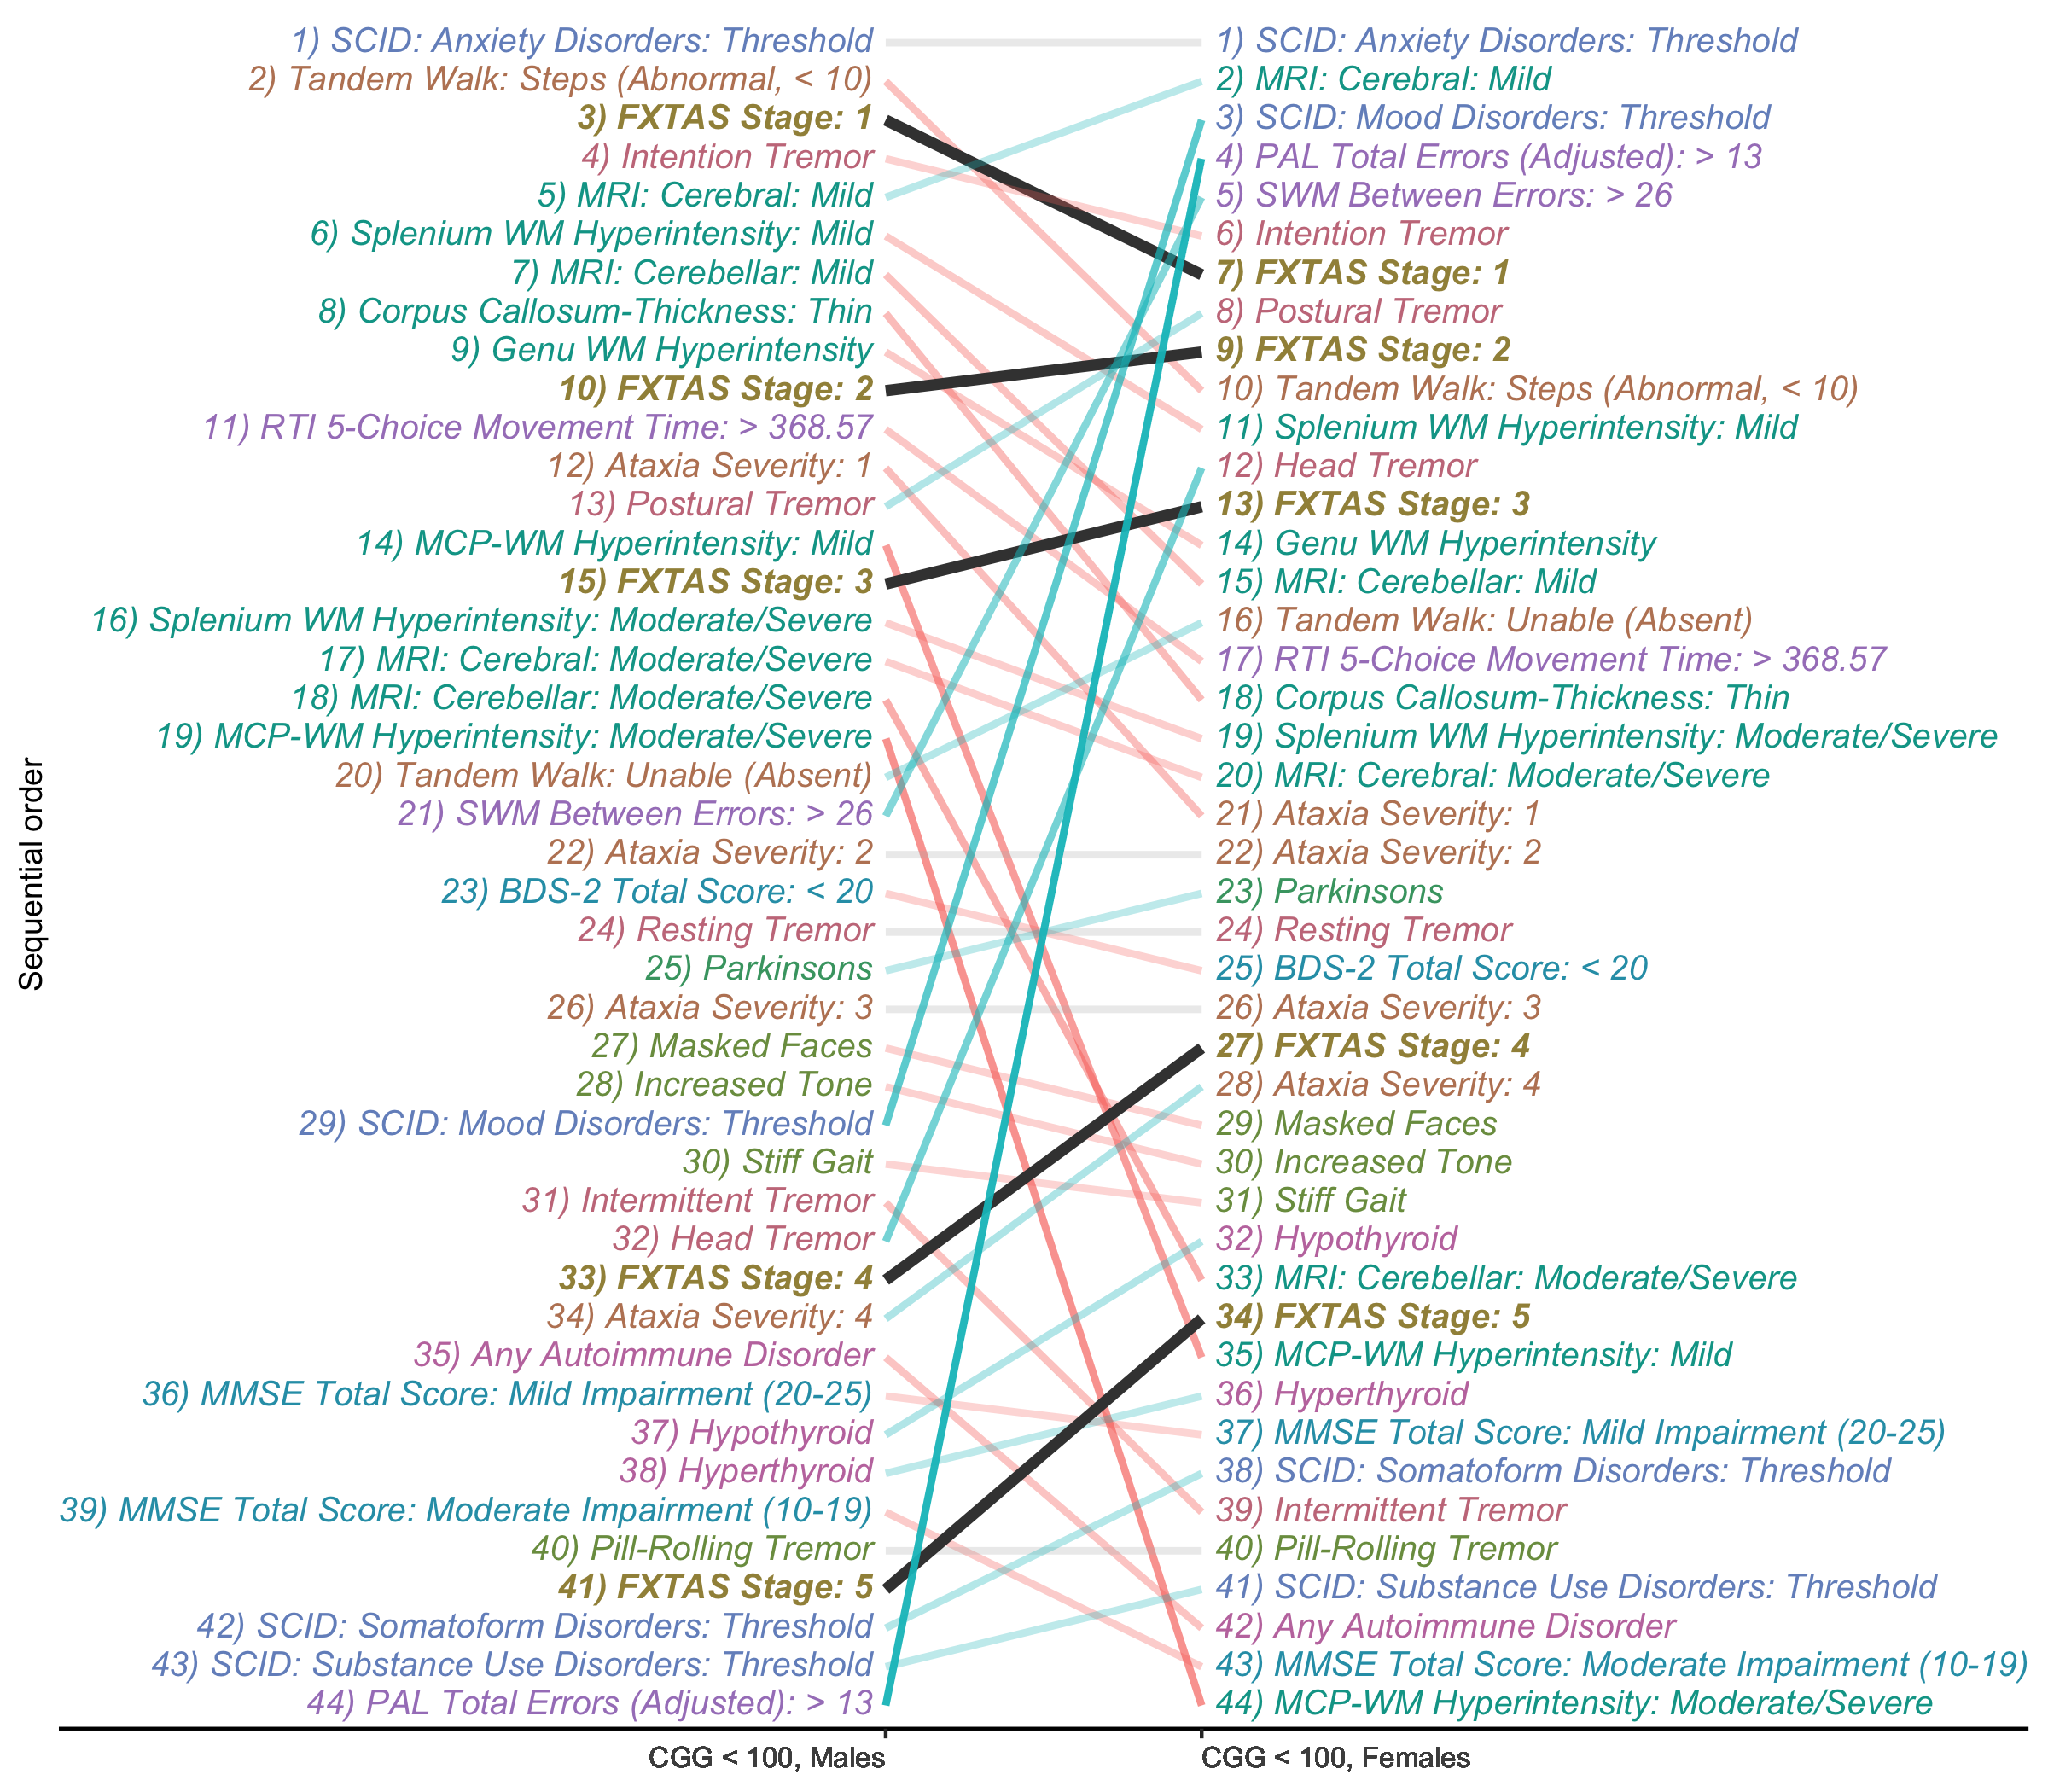 1) SCID: Anxiety Disorders: Threshold
2) Tandem Walk: Steps (Abnormal, < 10)
3) FXTAS Stage: 1
4) Intention Tremor
5) MRI: Cerebral: Mild
6) Splenium WM Hyperintensity: Mild
7) MRI: Cerebellar: Mild
8) Corpus Callosum-Thickness: Thin
9) Genu WM Hyperintensity
10) FXTAS Stage: 2
11) RTI 5-Choice Movement Time: > 368.57
12) Ataxia Severity: 1
13) Postural Tremor
14) MCP-WM Hyperintensity: Mild
15) FXTAS Stage: 3
16) Splenium WM Hyperintensity: Moderate/Severe
17) MRI: Cerebral: Moderate/Severe
18) MRI: Cerebellar: Moderate/Severe
19) MCP-WM Hyperintensity: Moderate/Severe
20) Tandem Walk: Unable (Absent)
21) SWM Between Errors: > 26
22) Ataxia Severity: 2
23) BDS-2 Total Score: < 20
24) Resting Tremor
25) Parkinsons
26) Ataxia Severity: 3
27) Masked Faces
28) Increased Tone
29) SCID: Mood Disorders: Threshold
30) Stiff Gait
31) Intermittent Tremor
32) Head Tremor
33) FXTAS Stage: 4
34) Ataxia Severity: 4
35) Any Autoimmune Disorder
36) MMSE Total Score: Mild Impairment (20-25)
37) Hypothyroid
38) Hyperthyroid
39) MMSE Total Score: Moderate Impairment (10-19)
40) Pill-Rolling Tremor
41) FXTAS Stage: 5
42) SCID: Somatoform Disorders: Threshold
43) SCID: Substance Use Disorders: Threshold
44) PAL Total Errors (Adjusted): > 13
1) SCID: Anxiety Disorders: Threshold
2) MRI: Cerebral: Mild
3) SCID: Mood Disorders: Threshold
4) PAL Total Errors (Adjusted): > 13
5) SWM Between Errors: > 26
6) Intention Tremor
7) FXTAS Stage: 1
8) Postural Tremor
9) FXTAS Stage: 2
10) Tandem Walk: Steps (Abnormal, < 10)
11) Splenium WM Hyperintensity: Mild
12) Head Tremor
13) FXTAS Stage: 3
14) Genu WM Hyperintensity
15) MRI: Cerebellar: Mild
16) Tandem Walk: Unable (Absent)
17) RTI 5-Choice Movement Time: > 368.57
18) Corpus Callosum-Thickness: Thin
19) Splenium WM Hyperintensity: Moderate/Severe
20) MRI: Cerebral: Moderate/Severe
21) Ataxia Severity: 1
22) Ataxia Severity: 2
23) Parkinsons
24) Resting Tremor
25) BDS-2 Total Score: < 20
26) Ataxia Severity: 3
27) FXTAS Stage: 4
28) Ataxia Severity: 4
29) Masked Faces
30) Increased Tone
31) Stiff Gait
32) Hypothyroid
33) MRI: Cerebellar: Moderate/Severe
34) FXTAS Stage: 5
35) MCP-WM Hyperintensity: Mild
36) Hyperthyroid
37) MMSE Total Score: Mild Impairment (20-25)
38) SCID: Somatoform Disorders: Threshold
39) Intermittent Tremor
40) Pill-Rolling Tremor
41) SCID: Substance Use Disorders: Threshold
42) Any Autoimmune Disorder
43) MMSE Total Score: Moderate Impairment (10-19)
44) MCP-WM Hyperintensity: Moderate/Severe
Sequential order
CGG < 100, Males
CGG < 100, Females